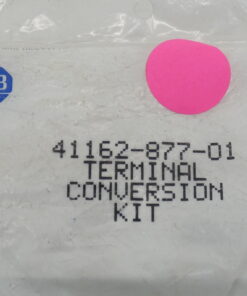 B
41162-877-01
TERMINAL
CONVERSION
KIT